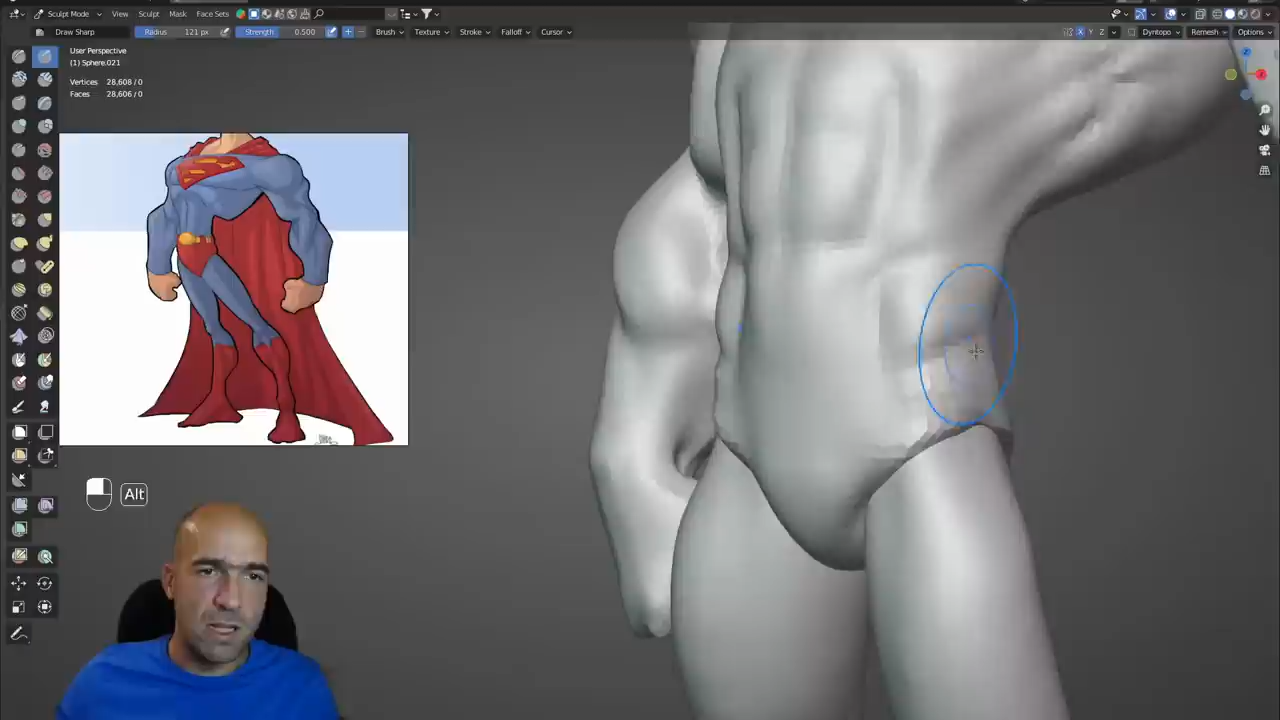 Sculpt Mode View Sculpt Mask Face Sets
Draw Sharp Radius 121 px Strength 0.500 Brush Texture Stroke Falloff Cursor X Y Z Dyntopo Remesh Options
User Perspective
(1) Sphere.021
Vertices 28,608 / 0
Faces 28,606 / 0
Alt